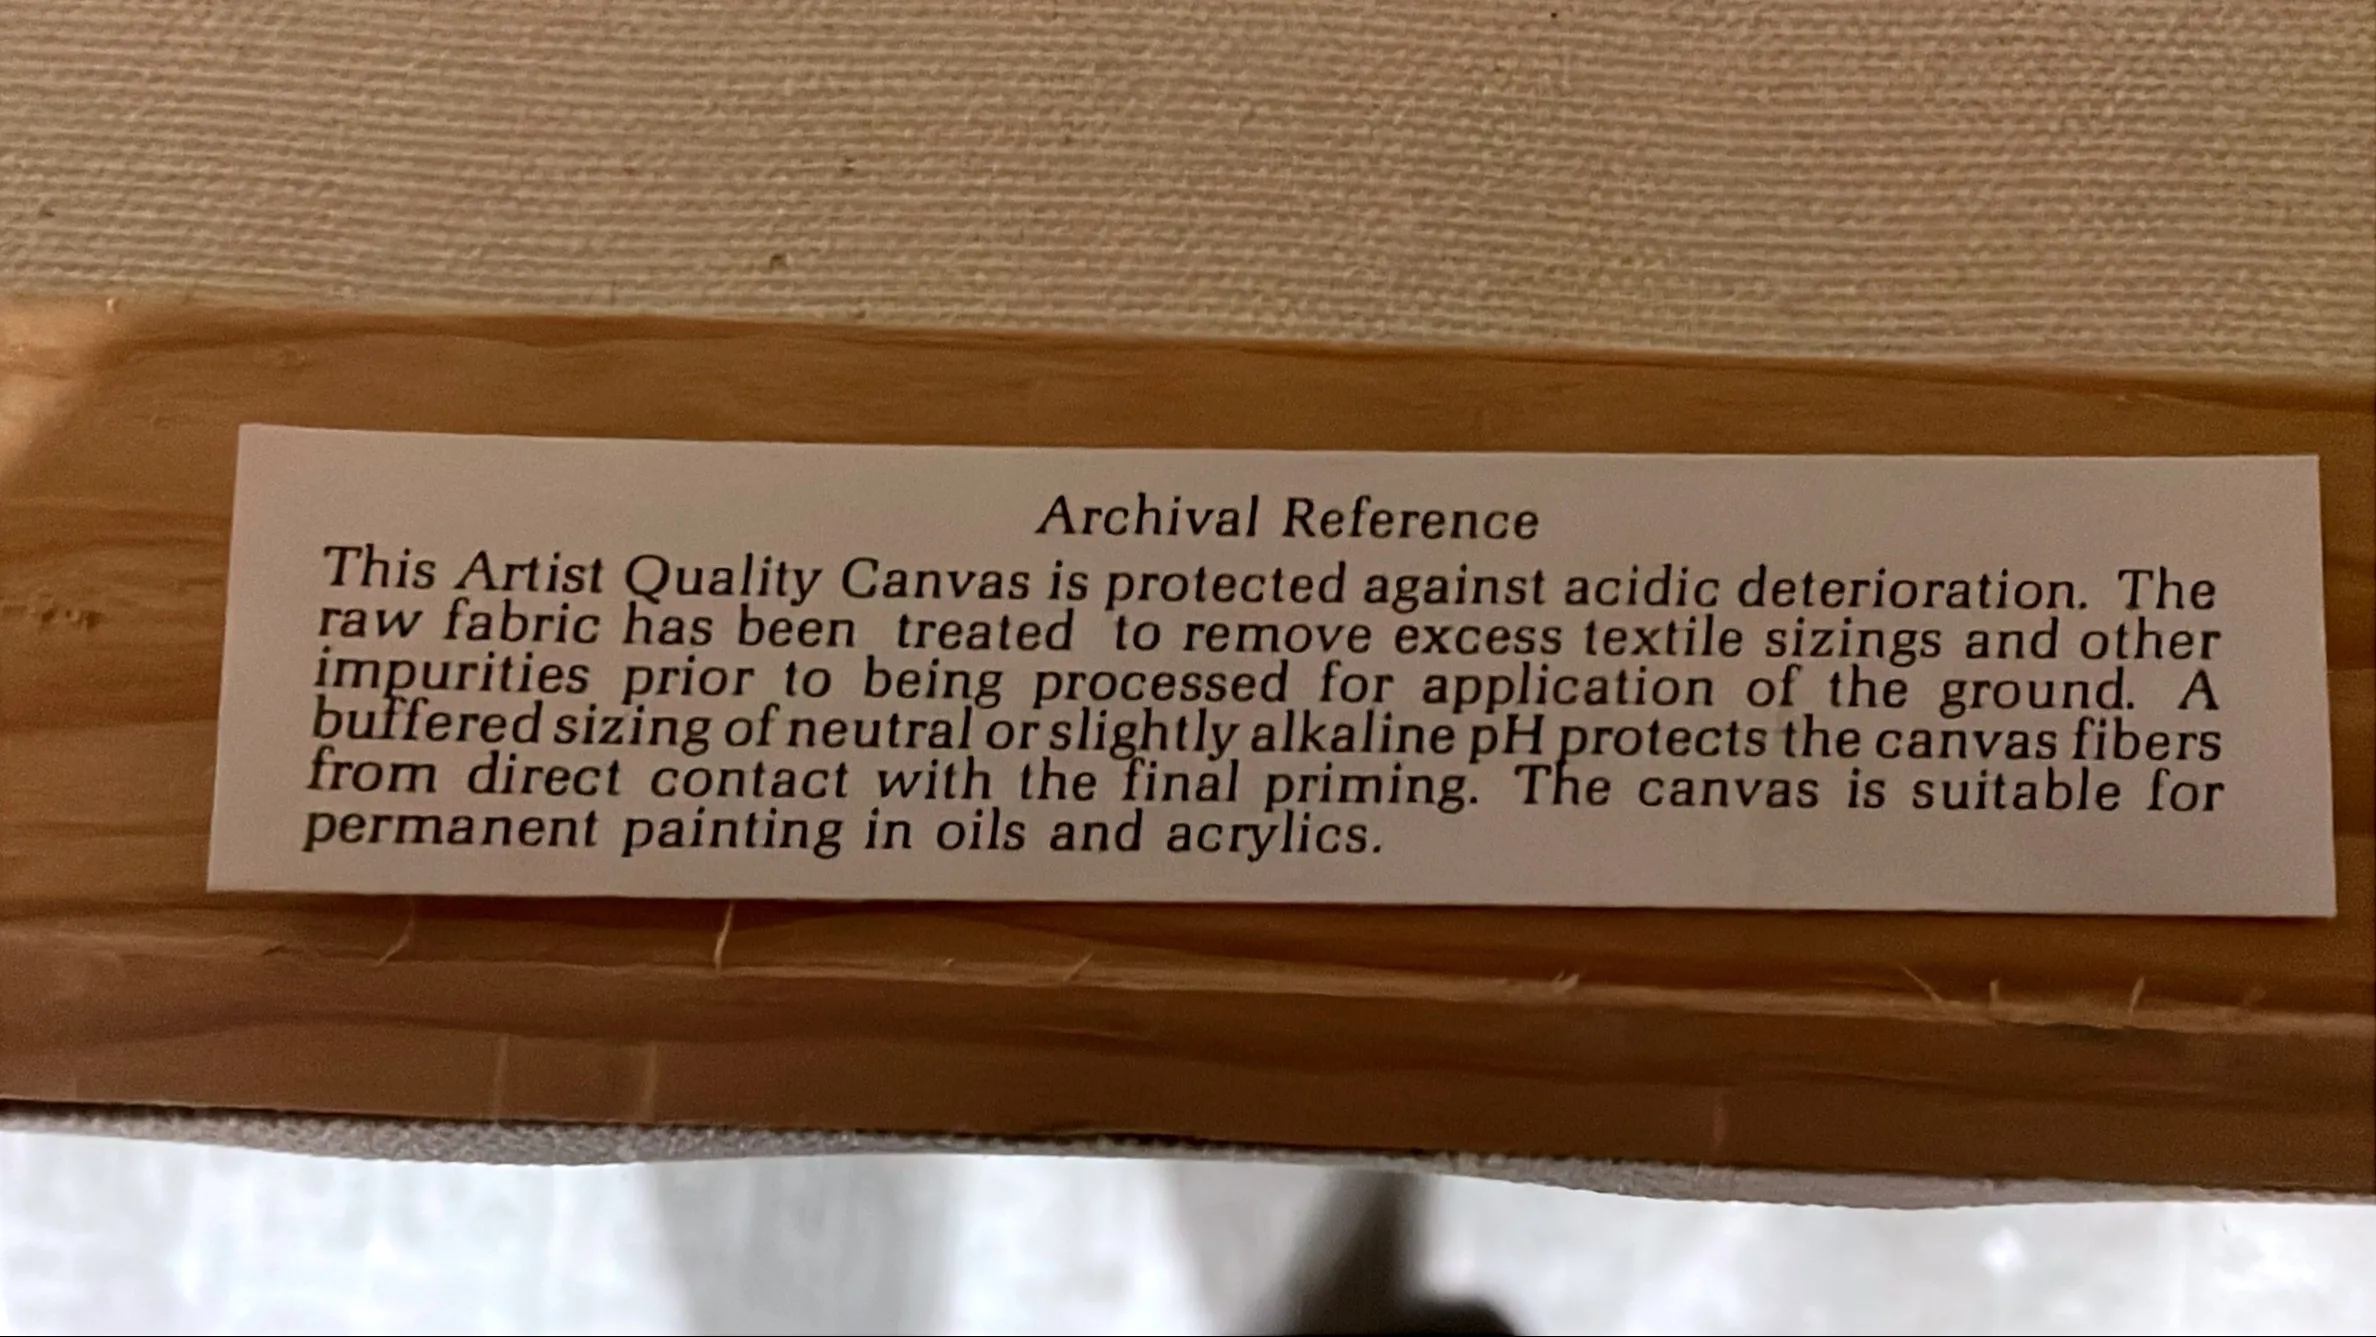 Archival Reference
This Artist Quality Canvas is protected against acidic deterioration. The
raw fabric has been treated to remove excess textile sizings and other
impurities prior to being processed for application of the ground. A
buffered sizing of neutral or slightly alkaline pH protects the canvas fibers
from direct contact with the final priming. The canvas is suitable for
permanent painting in oils and acrylics.